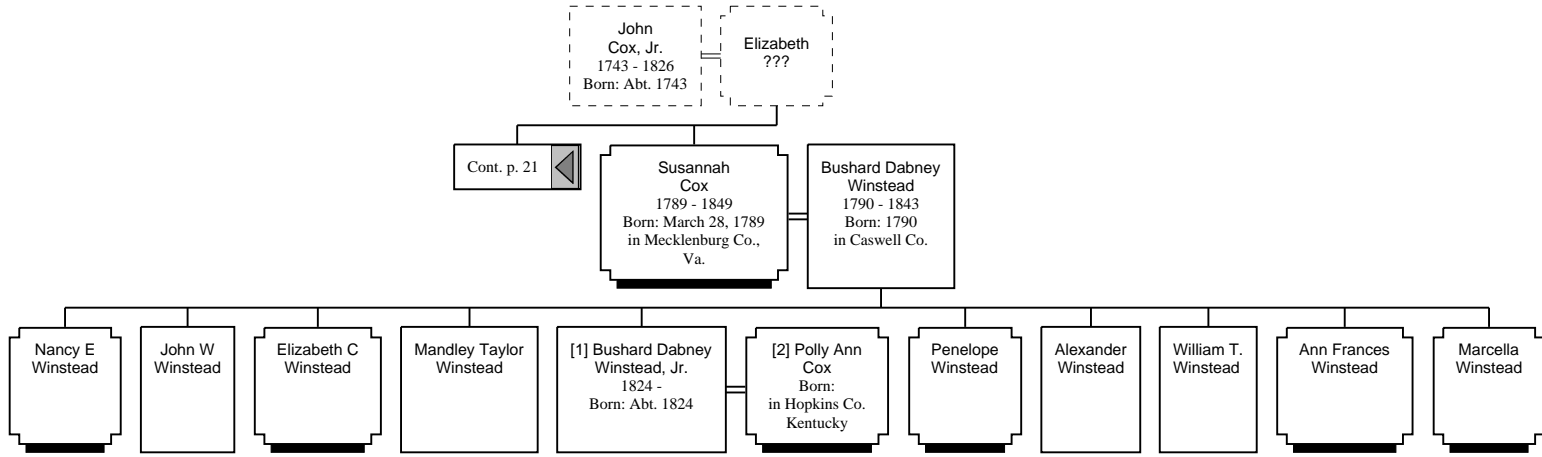 John
Cox, Jr.
1743 - 1826
Born: Abt. 1743
Elizabeth
???
Cont. p. 21
Susannah
Cox
1789 - 1849
Born: March 28, 1789
in Mecklenburg Co.,
Va.
Bushard Dabney
Winstead
1790 - 1843
Born: 1790
in Caswell Co.
Nancy E
Winstead
John W
Winstead
Elizabeth C
Winstead
Mandley Taylor
Winstead
[1] Bushard Dabney
Winstead, Jr.
1824 -
Born: Abt. 1824
[2] Polly Ann
Cox
Born:
in Hopkins Co.
Kentucky
Penelope
Winstead
Alexander
Winstead
William T.
Winstead
Ann Frances
Winstead
Marcella
Winstead